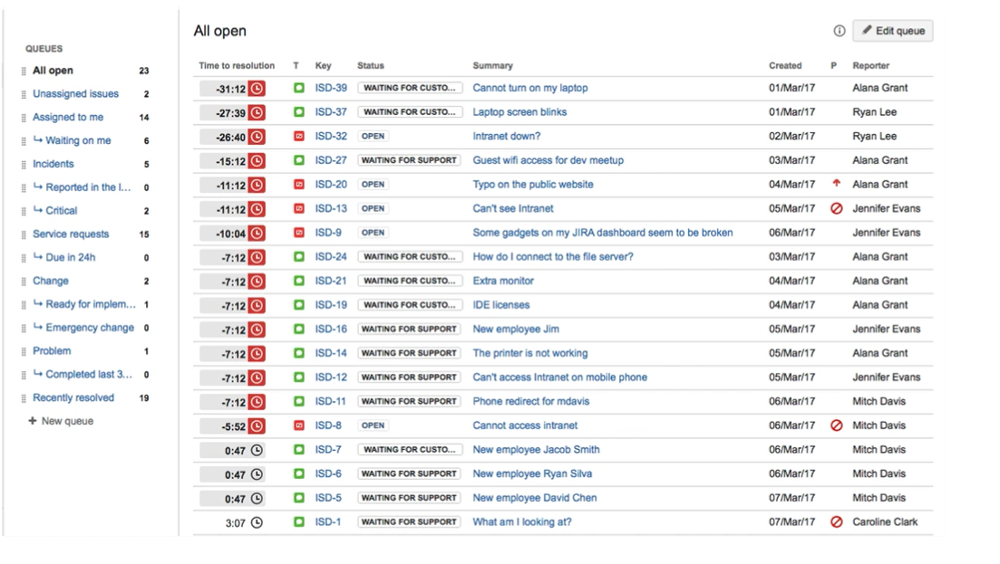 All open
Edit queue
QUEUES
All open 23
Unassigned issues 2
Assigned to me 14
Waiting on me 6
Incidents 5
Reported in the l... 0
Critical 2
Service requests 15
Due in 24h 0
Change 2
Ready for implem... 1
Emergency change 0
Problem 1
Completed last 3... 0
Recently resolved 19
+ New queue
Time to resolution T Key Status Summary Created P Reporter
-31:12 ISD-39 WAITING FOR CUSTO... Cannot turn on my laptop 01/Mar/17 Alana Grant
-27:39 ISD-37 WAITING FOR CUSTO... Laptop screen blinks 01/Mar/17 Ryan Lee
-26:40 ISD-32 OPEN Intranet down? 02/Mar/17 Ryan Lee
-15:12 ISD-27 WAITING FOR SUPPORT Guest wifi access for dev meetup 03/Mar/17 Alana Grant
-11:12 ISD-20 OPEN Typo on the public website 04/Mar/17 Alana Grant
-11:12 ISD-13 OPEN Can't see Intranet 05/Mar/17 Jennifer Evans
-10:04 ISD-9 OPEN Some gadgets on my JIRA dashboard seem to be broken 06/Mar/17 Jennifer Evans
-7:12 ISD-24 WAITING FOR CUSTO... How do I connect to the file server? 03/Mar/17 Alana Grant
-7:12 ISD-21 WAITING FOR CUSTO... Extra monitor 04/Mar/17 Alana Grant
-7:12 ISD-19 WAITING FOR CUSTO... IDE licenses 04/Mar/17 Alana Grant
-7:12 ISD-16 WAITING FOR SUPPORT New employee Jim 05/Mar/17 Jennifer Evans
-7:12 ISD-14 WAITING FOR SUPPORT The printer is not working 05/Mar/17 Alana Grant
-7:12 ISD-12 WAITING FOR SUPPORT Can't access Intranet on mobile phone 05/Mar/17 Jennifer Evans
-7:12 ISD-11 WAITING FOR SUPPORT Phone redirect for mdavis 06/Mar/17 Mitch Davis
-5:52 ISD-8 OPEN Cannot access intranet 06/Mar/17 Mitch Davis
0:47 ISD-7 WAITING FOR CUSTO... New employee Jacob Smith 06/Mar/17 Mitch Davis
0:47 ISD-6 WAITING FOR SUPPORT New employee Ryan Silva 06/Mar/17 Mitch Davis
0:47 ISD-5 WAITING FOR SUPPORT New employee David Chen 07/Mar/17 Mitch Davis
3:07 ISD-1 WAITING FOR SUPPORT What am I looking at? 07/Mar/17 Caroline Clark